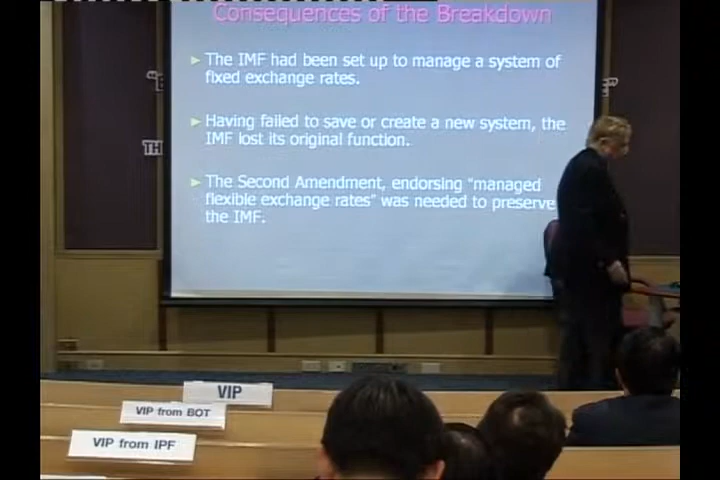 Consequences of the Breakdown
The IMF had been set up to manage a system of
fixed exchange rates.
Having failed to save or create a new system, the
IMF lost its original function.
The Second Amendment, endorsing "managed
flexible exchange rates" was needed to preserve
the IMF.
TH
VIP
VIP from BOT
VIP from IPF